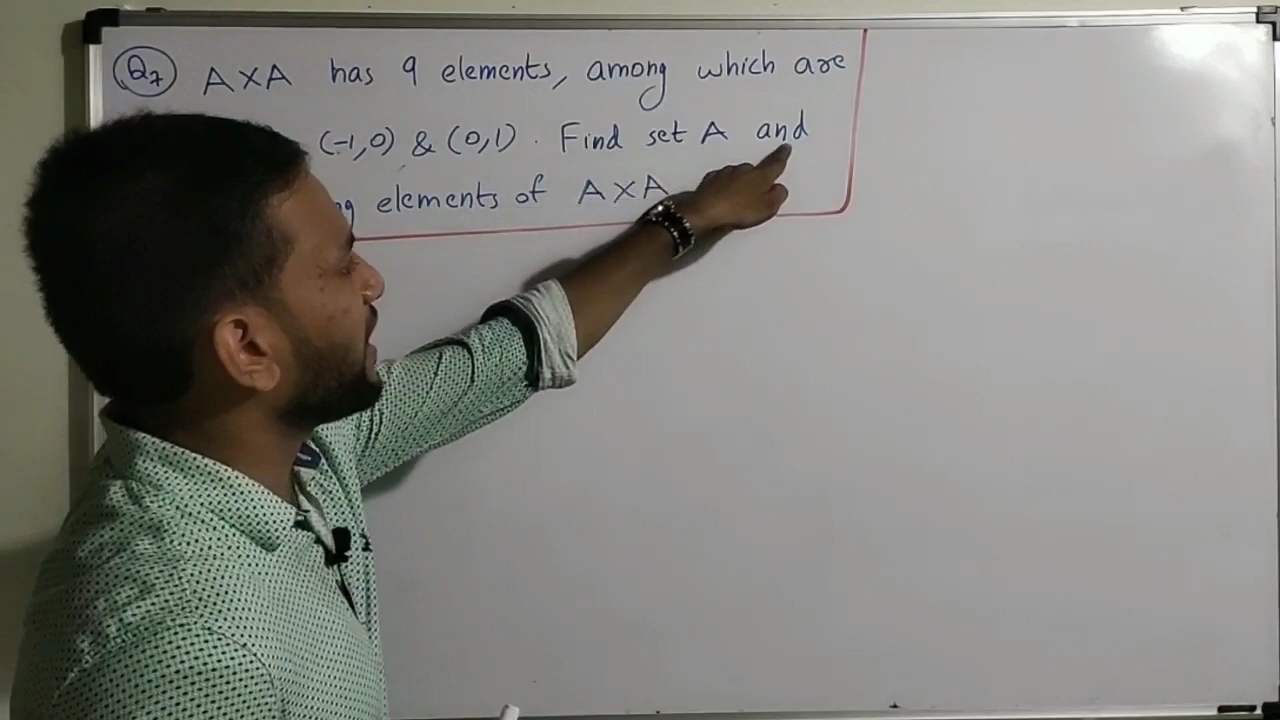 Q7 A×A has 9 elements, among which are
(-1,0) & (0,1). Find set A and
elements of A×A